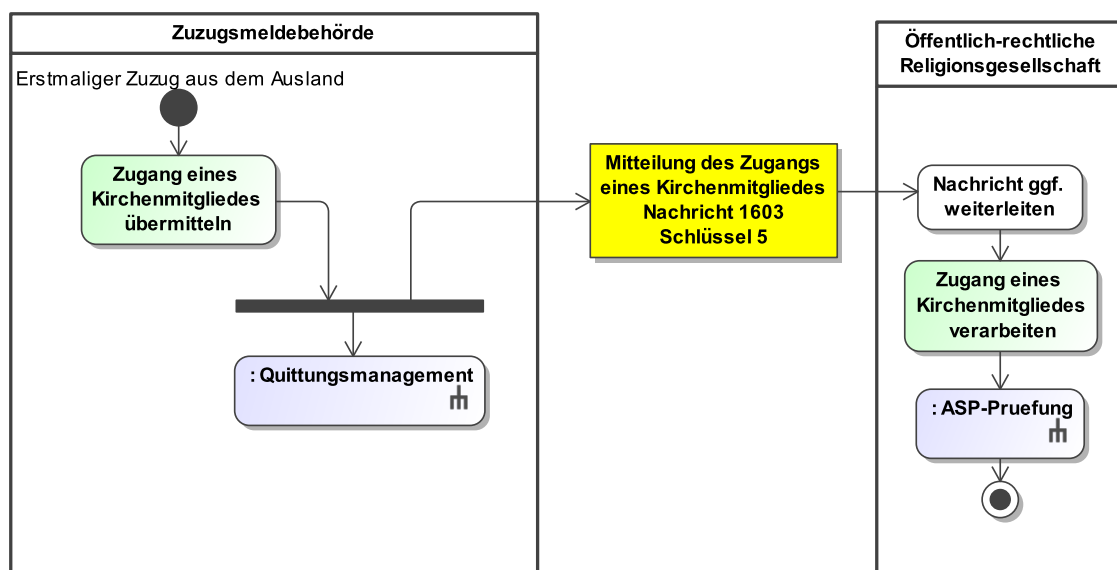 Zuzugsmeldebehörde
Erstmaliger Zuzug aus dem Ausland
Zugang eines
Kirchenmitgliedes
übermitteln
: Quittungsmanagement
Mitteilung des Zugangs
eines Kirchenmitgliedes
Nachricht 1603
Schlüssel 5
Öffentlich-rechtliche
Religionsgesellschaft
Nachricht ggf.
weiterleiten
Zugang eines
Kirchenmitgliedes
verarbeiten
: ASP-Pruefung